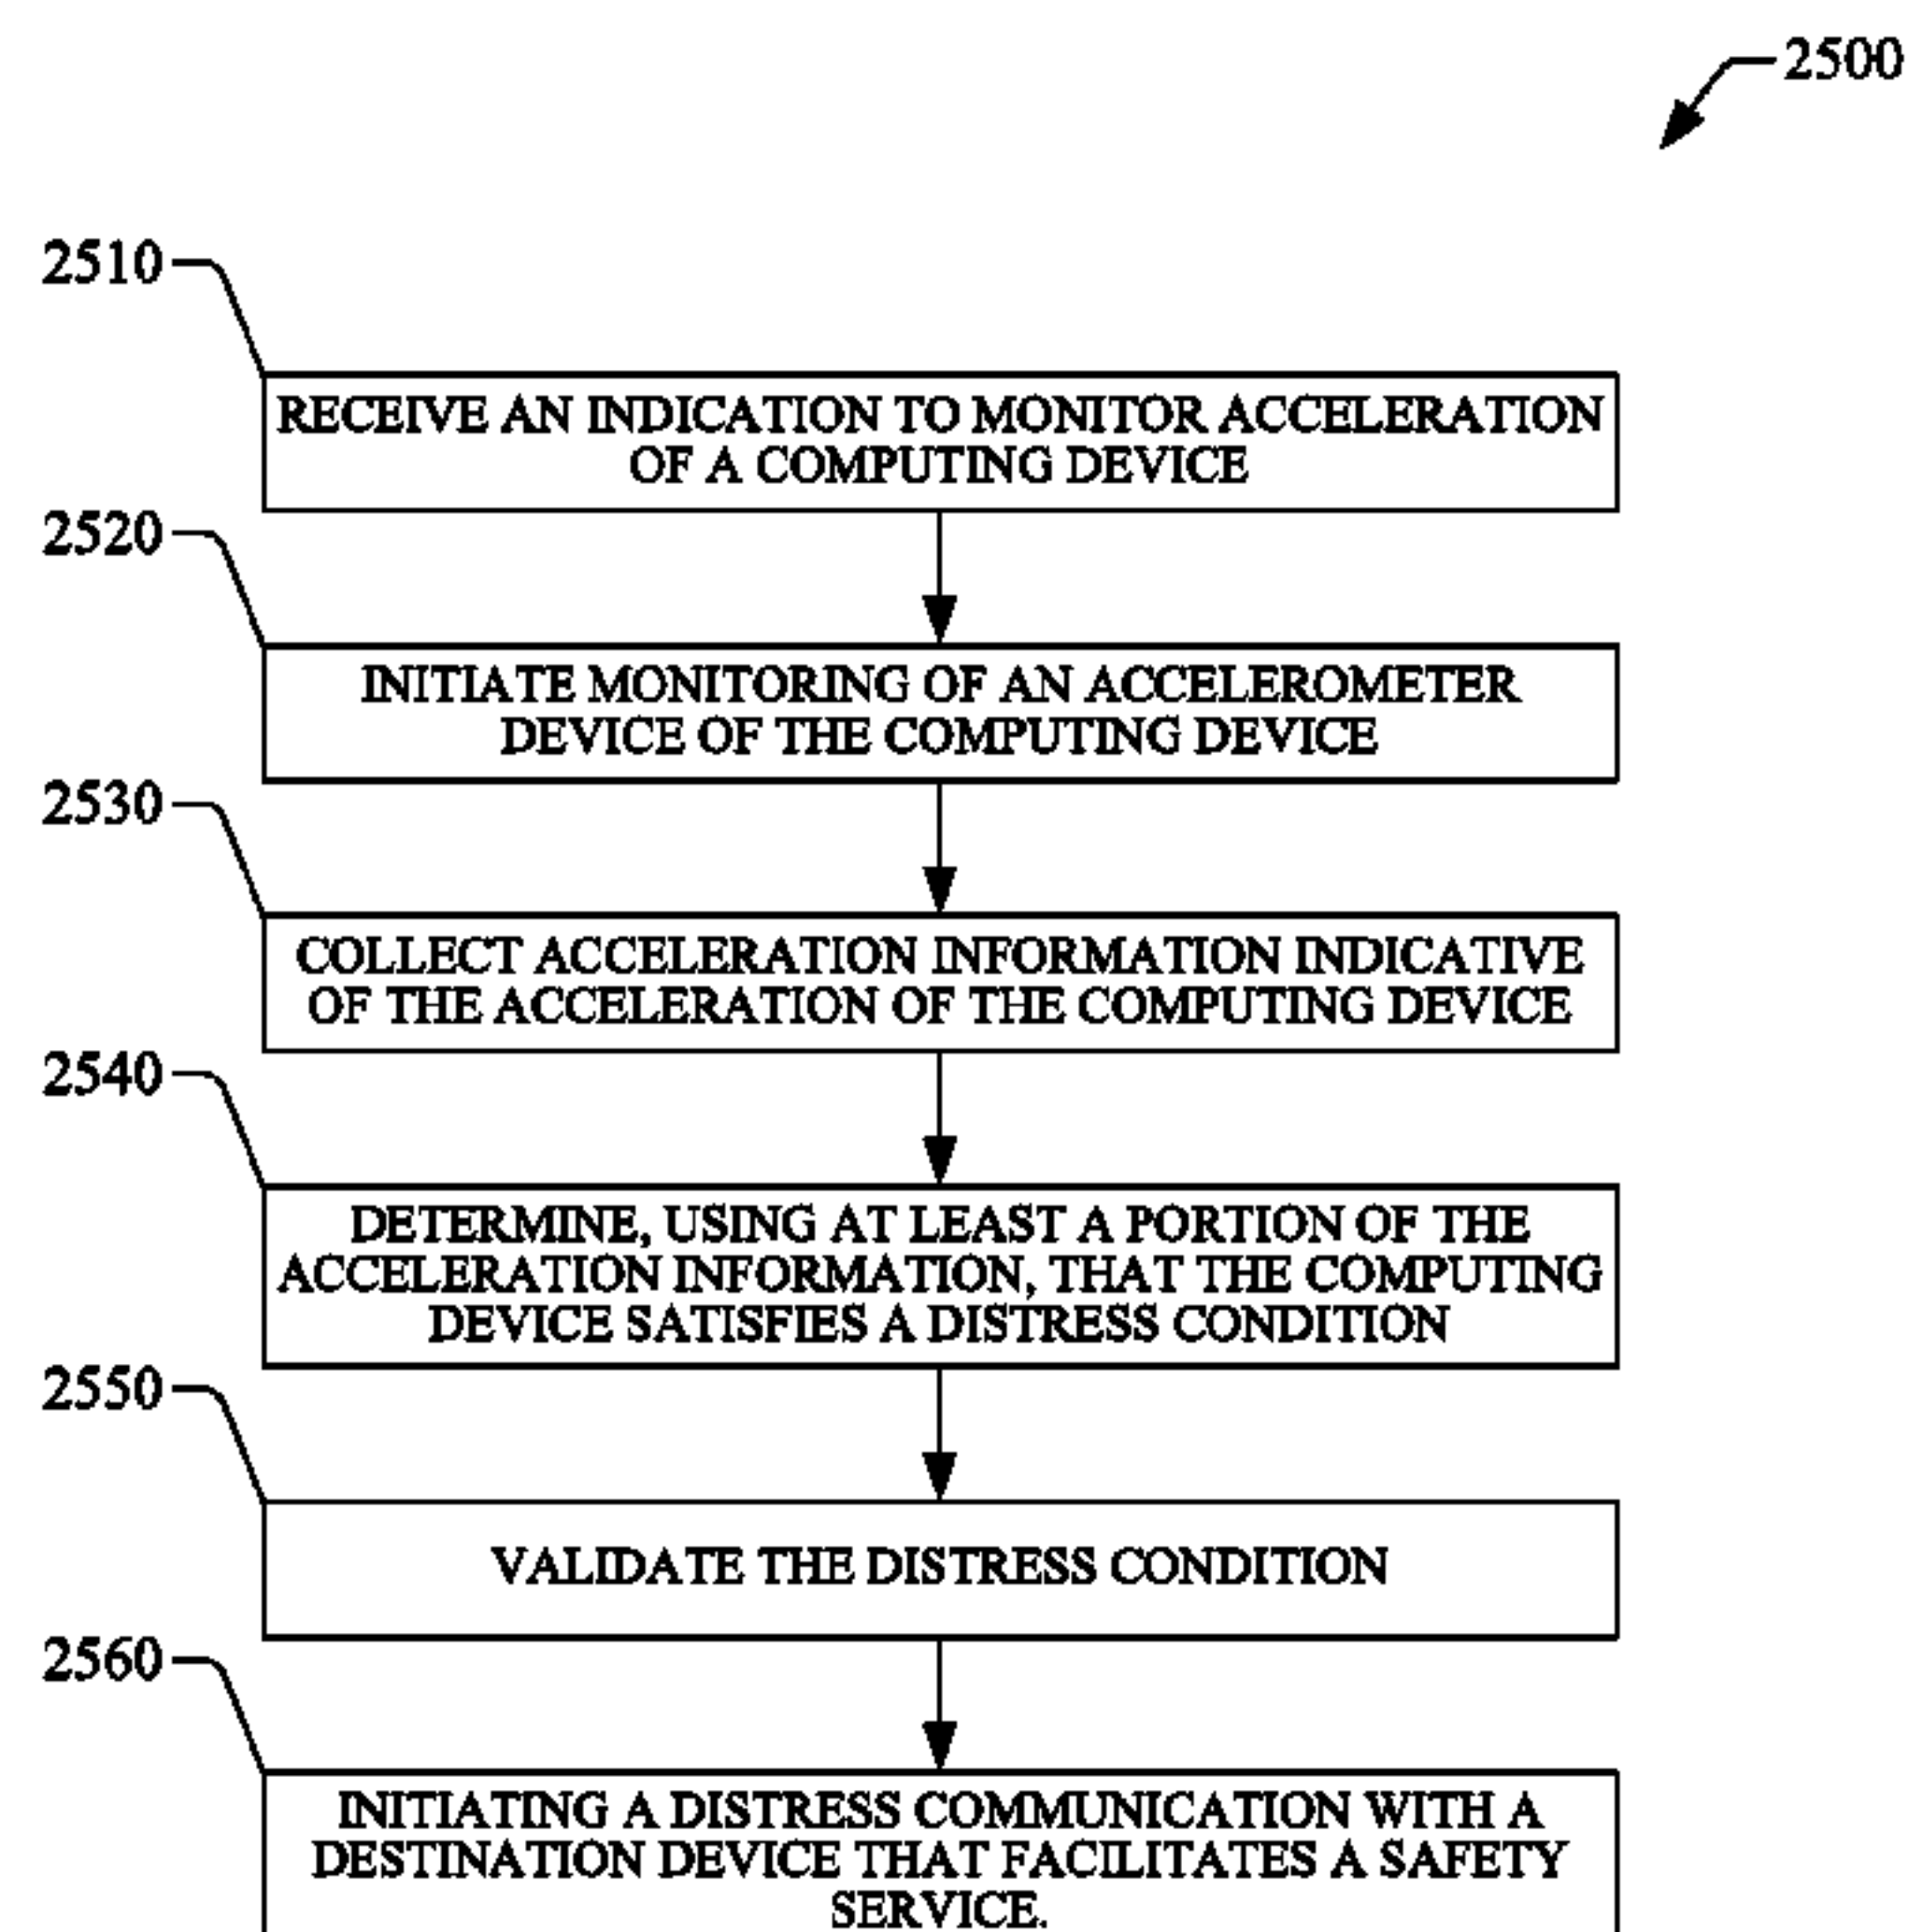 2500
2510
RECEIVE AN INDICATION TO MONITOR ACCELERATION
OF A COMPUTING DEVICE
2520
INITIATE MONITORING OF AN ACCELEROMETER
DEVICE OF THE COMPUTING DEVICE
2530
COLLECT ACCELERATION INFORMATION INDICATIVE
OF THE ACCELERATION OF THE COMPUTING DEVICE
2540
DETERMINE, USING AT LEAST A PORTION OF THE
ACCELERATION INFORMATION, THAT THE COMPUTING
DEVICE SATISFIES A DISTRESS CONDITION
2550
VALIDATE THE DISTRESS CONDITION
2560
INITIATING A DISTRESS COMMUNICATION WITH A
DESTINATION DEVICE THAT FACILITATES A SAFETY
SERVICE.